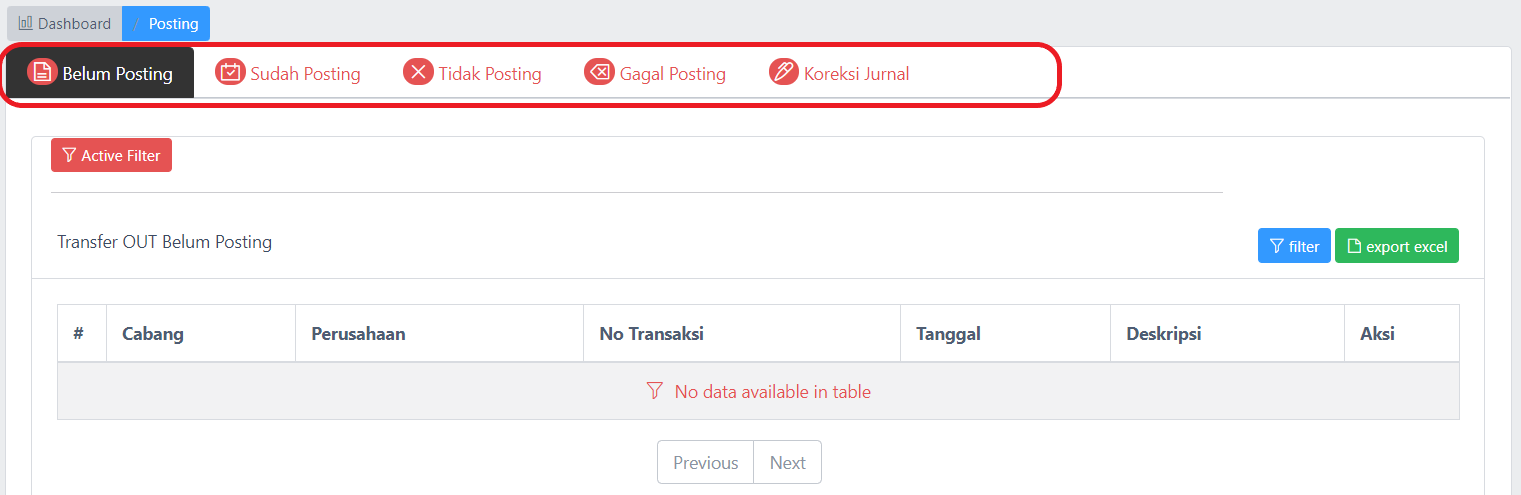 Dashboard / Posting
Belum Posting Sudah Posting Tidak Posting Gagal Posting Koreksi Jurnal
Active Filter
Transfer OUT Belum Posting filter export excel
# Cabang Perusahaan No Transaksi Tanggal Deskripsi Aksi
No data available in table
Previous Next